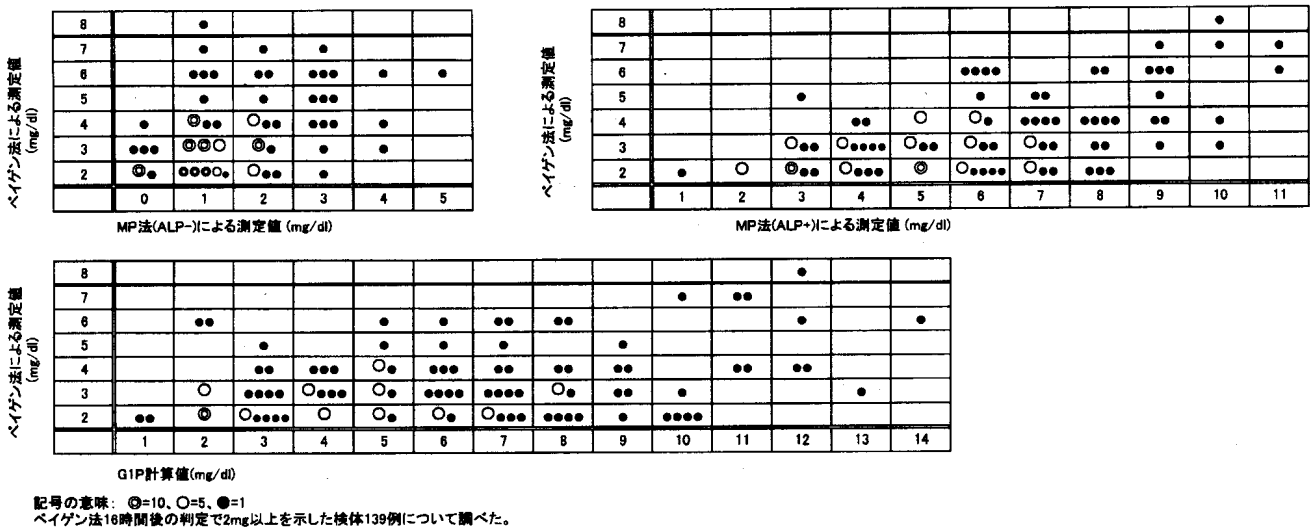 ペイゲン法による測定値
(mg/dl)
8 ●
7 ● ● ●
6 ●●● ●● ●●● ● ●
5 ● ● ●●●
4 ● ◎●● ○●● ●●● ●
3 ●●● ◎◎○ ◎● ● ●
2 ◎● ◎◎◎○● ○●● ●
0 1 2 3 4 5
MP法(ALP-)による測定値 (mg/dl)
ペイゲン法による測定値
(mg/dl)
8 ●
7 ● ● ●
6 ●●●● ●● ●●● ●
5 ● ● ●● ●
4 ●● ○ ○● ●●●● ●●●● ●● ●
3 ○●● ○●●●● ○●● ○●● ○●● ●● ● ●
2 ● ○ ◎●● ○●●● ◎ ○●●●● ○●● ●●●
1 2 3 4 5 6 7 8 9 10 11
MP法(ALP+)による測定値 (mg/dl)
ペイゲン法による測定値
(mg/dl)
8 ●
7 ● ●●
6 ●● ● ● ●● ●● ● ●
5 ● ● ● ● ●
4 ●● ●●● ○● ●●● ●● ●● ●● ●● ●●
3 ○ ●●●● ○●●● ○● ●●●● ●●●● ○● ●● ● ●
2 ●● ◎ ○●●●● ○ ○● ○● ○●●● ●●●● ● ●●●●
1 2 3 4 5 6 7 8 9 10 11 12 13 14
G1P計算値(mg/dl)
記号の意味: ◎=10、○=5、●=1
ペイゲン法16時間後の判定で2mg以上を示した検体139例について調べた。